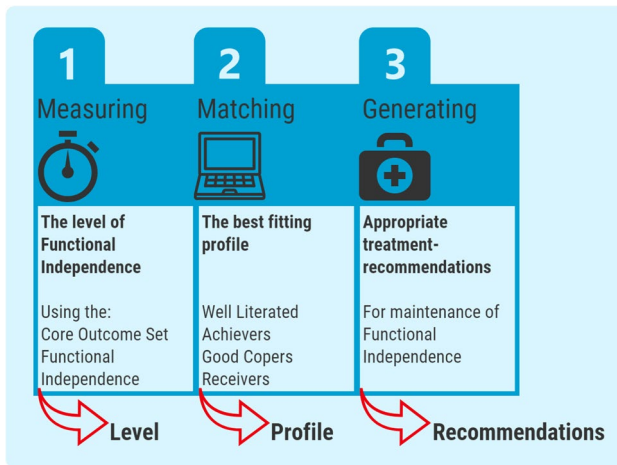 1
Measuring
The level of
Functional
Independence
Using the:
Core Outcome Set
Functional
Independence
Level
2
Matching
The best fitting
profile
Well Literated
Achievers
Good Copers
Receivers
Profile
3
Generating
Appropriate
treatment-
recommendations
For maintenance of
Functional
Independence
Recommendations